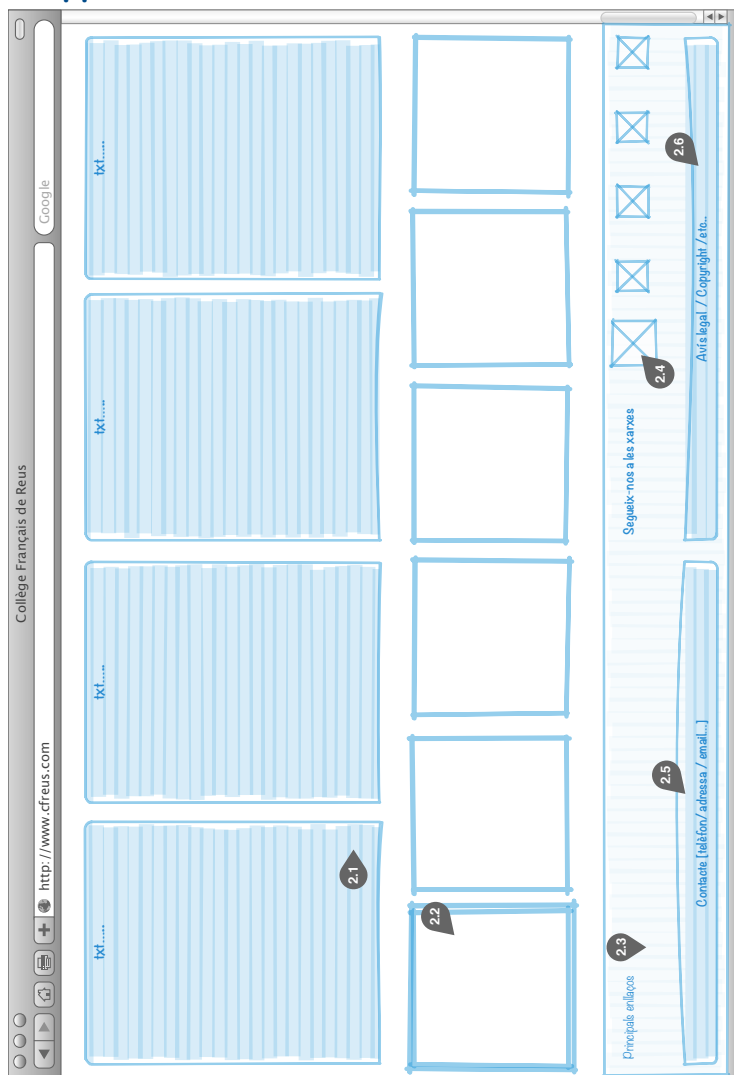 Collège Français de Reus
http://www.cfreus.com
Google
txt.....
txt.....
txt.....
txt.....
2.1
2.2
Principals enllaços
2.3
Segueix-nos a les xarxes
2.4
2.5
Contacte [telèfon/ adressa / email...]
2.6
Avís legal / Copyright /etc..